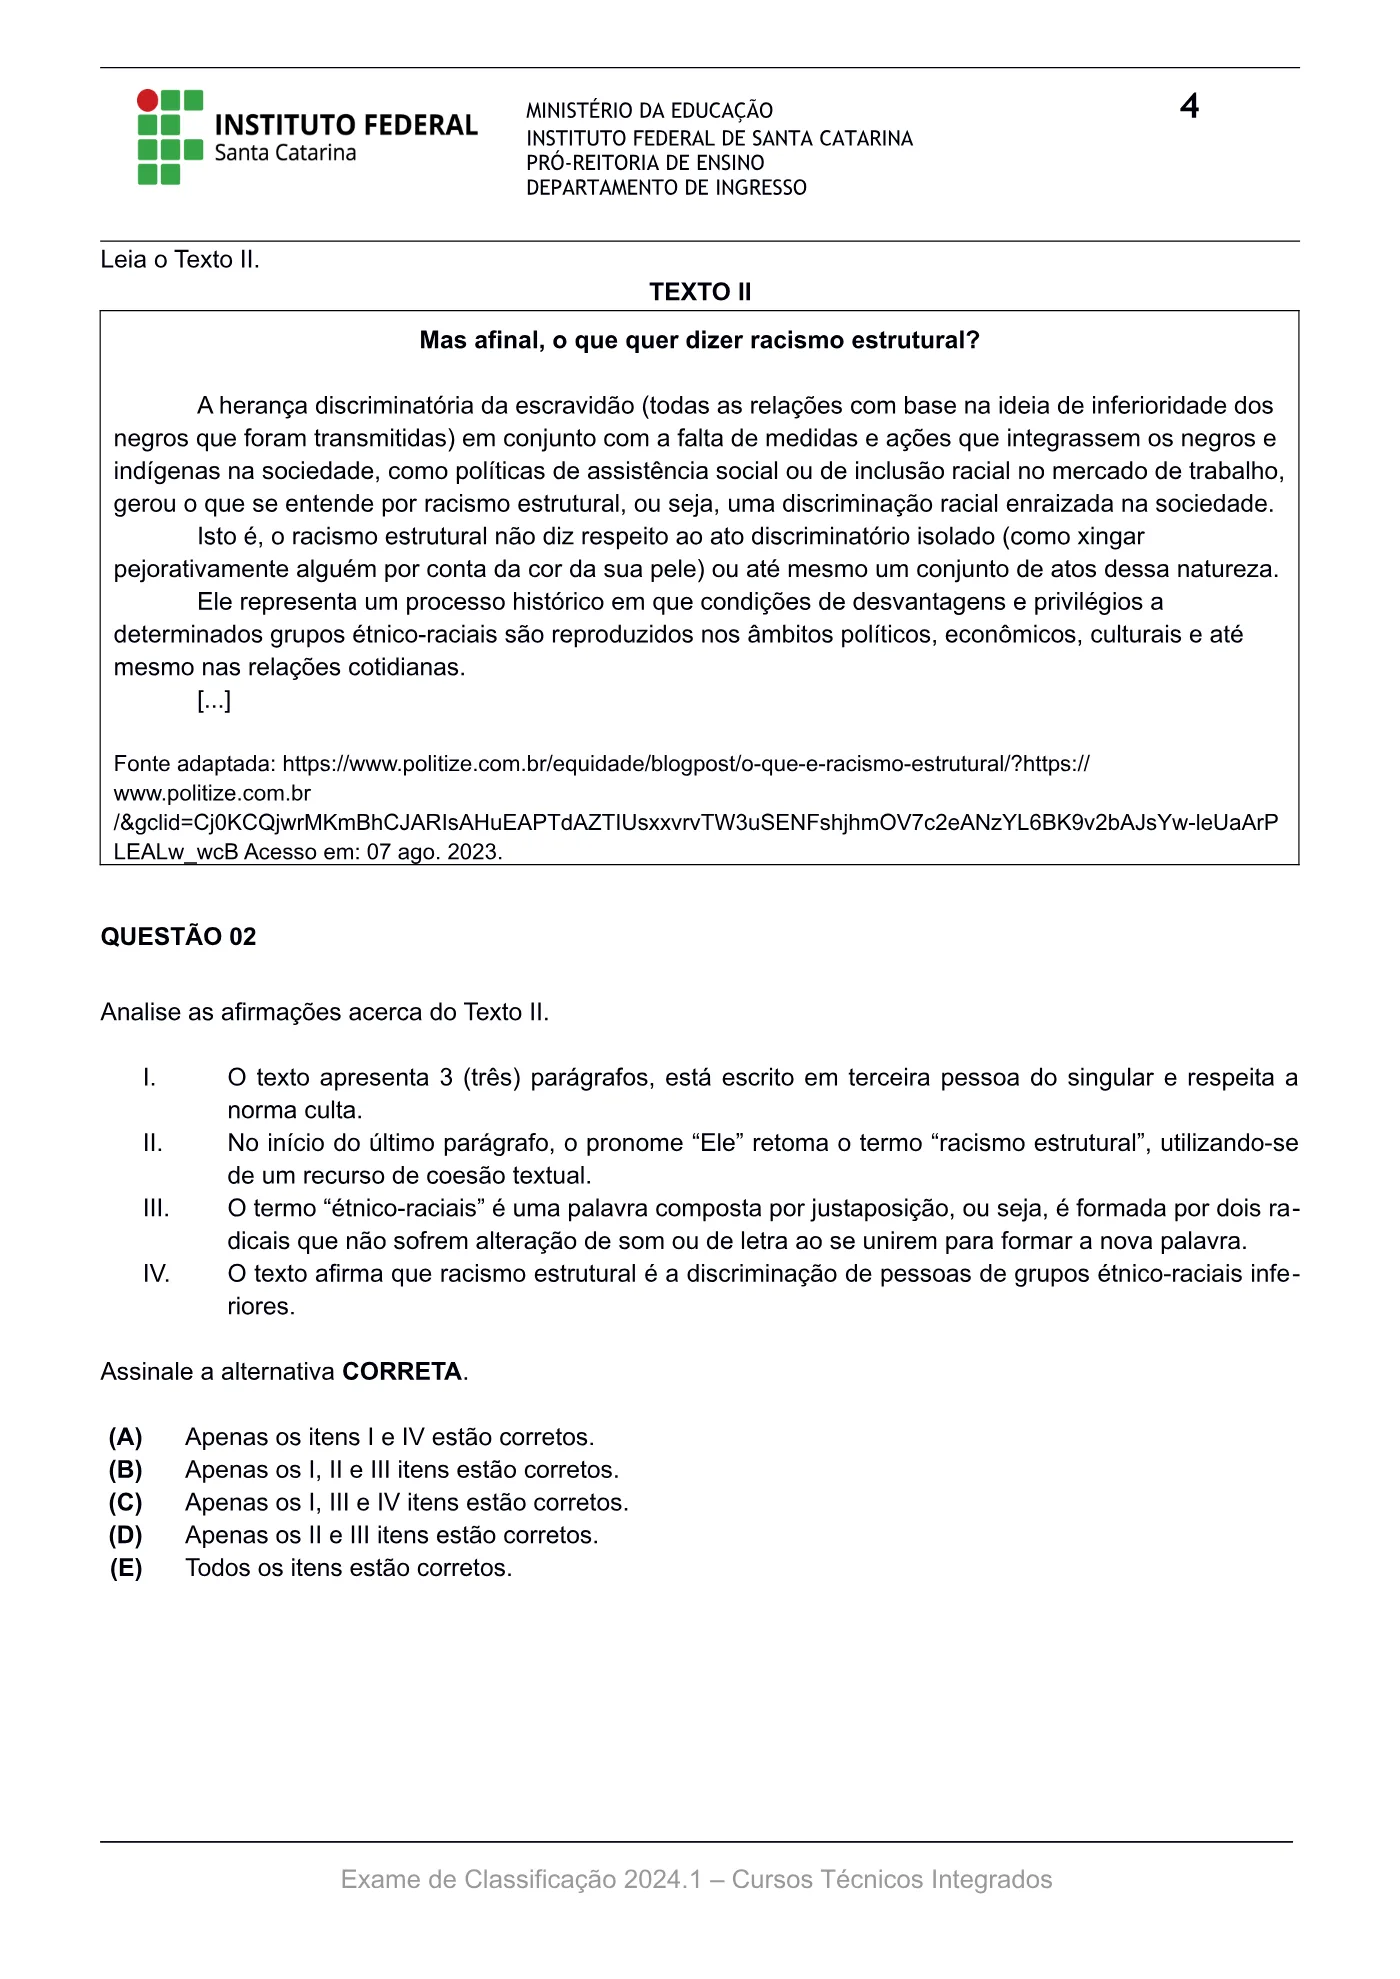 INSTITUTO FEDERAL
Santa Catarina
MINISTÉRIO DA EDUCAÇÃO
INSTITUTO FEDERAL DE SANTA CATARINA
PRÓ-REITORIA DE ENSINO
DEPARTAMENTO DE INGRESSO
4
Leia o Texto II.
TEXTO II
Mas afinal, o que quer dizer racismo estrutural?
A herança discriminatória da escravidão (todas as relações com base na ideia de inferioridade dos
negros que foram transmitidas) em conjunto com a falta de medidas e ações que integrassem os negros e
indígenas na sociedade, como políticas de assistência social ou de inclusão racial no mercado de trabalho,
gerou o que se entende por racismo estrutural, ou seja, uma discriminação racial enraizada na sociedade.
Isto é, o racismo estrutural não diz respeito ao ato discriminatório isolado (como xingar
pejorativamente alguém por conta da cor da sua pele) ou até mesmo um conjunto de atos dessa natureza.
Ele representa um processo histórico em que condições de desvantagens e privilégios a
determinados grupos étnico-raciais são reproduzidos nos âmbitos políticos, econômicos, culturais e até
mesmo nas relações cotidianas.
[...]
Fonte adaptada: https://www.politize.com.br/equidade/blogpost/o-que-e-racismo-estrutural/?https://
www.politize.com.br
/&gclid=Cj0KCQjwrMKmBhCJARIsAHuEAPTdAZTIUsxxvrvTW3uSENFshjhmOV7c2eANzYL6BK9v2bAJsYw-leUaArP
LEALw_wcB Acesso em: 07 ago. 2023.
QUESTÃO 02
Analise as afirmações acerca do Texto II.
I. O texto apresenta 3 (três) parágrafos, está escrito em terceira pessoa do singular e respeita a
norma culta.
II. No início do último parágrafo, o pronome “Ele” retoma o termo “racismo estrutural”, utilizando-se
de um recurso de coesão textual.
III. O termo “étnico-raciais” é uma palavra composta por justaposição, ou seja, é formada por dois ra-
dicais que não sofrem alteração de som ou de letra ao se unirem para formar a nova palavra.
IV. O texto afirma que racismo estrutural é a discriminação de pessoas de grupos étnico-raciais infe-
riores.
Assinale a alternativa CORRETA.
(A) Apenas os itens I e IV estão corretos.
(B) Apenas os I, II e III itens estão corretos.
(C) Apenas os I, III e IV itens estão corretos.
(D) Apenas os II e III itens estão corretos.
(E) Todos os itens estão corretos.
Exame de Classificação 2024.1 – Cursos Técnicos Integrados